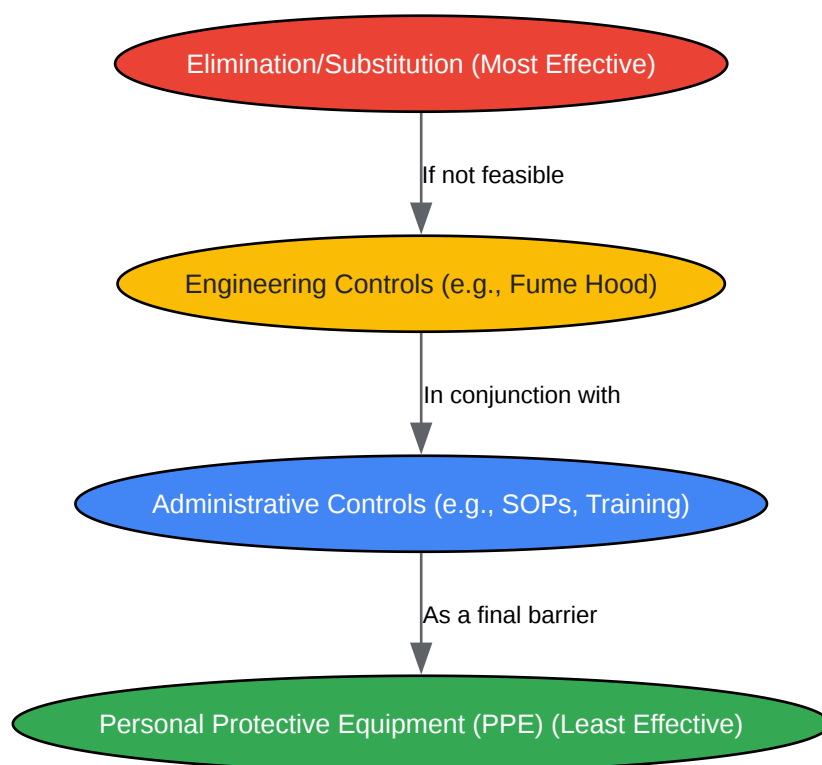 Elimination/Substitution (Most Effective)
If not feasible
Engineering Controls (e.g., Fume Hood)
In conjunction with
Administrative Controls (e.g., SOPs, Training)
As a final barrier
Personal Protective Equipment (PPE) (Least Effective)